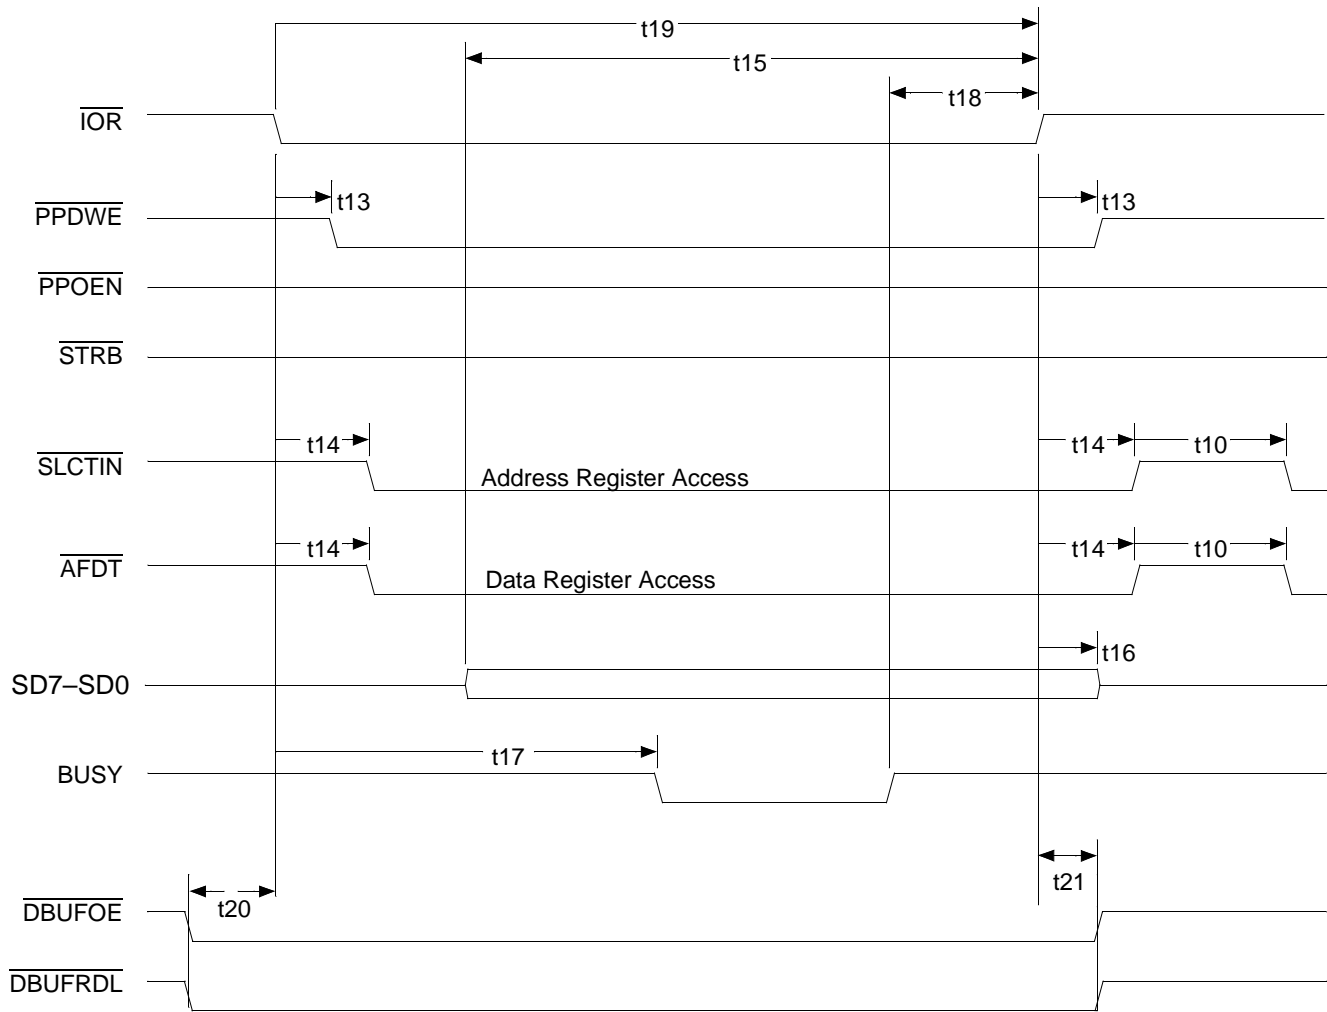 t19
t15
t18
IOR
t13 t13
PPDWE
PPOEN
STRB
t14 t14 t10
SLCTIN
Address Register Access
t14 t14 t10
AFDT
Data Register Access
t16
SD7–SD0
t17
BUSY
t21
t20
DBUFOE
DBUFRDL